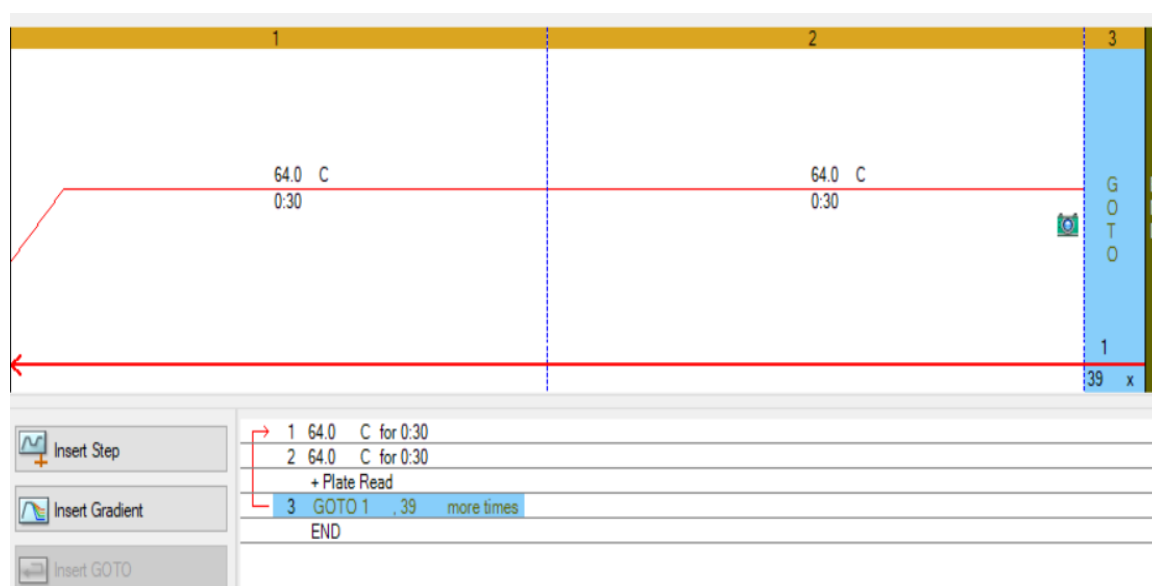 1 2 3
64.0 C 64.0 C
0:30 0:30
G
O
T
O
1
39 x
Insert Step
Insert Gradient
Insert GOTO
1 64.0 C for 0:30
2 64.0 C for 0:30
+ Plate Read
3 GOTO 1 , 39 more times
END